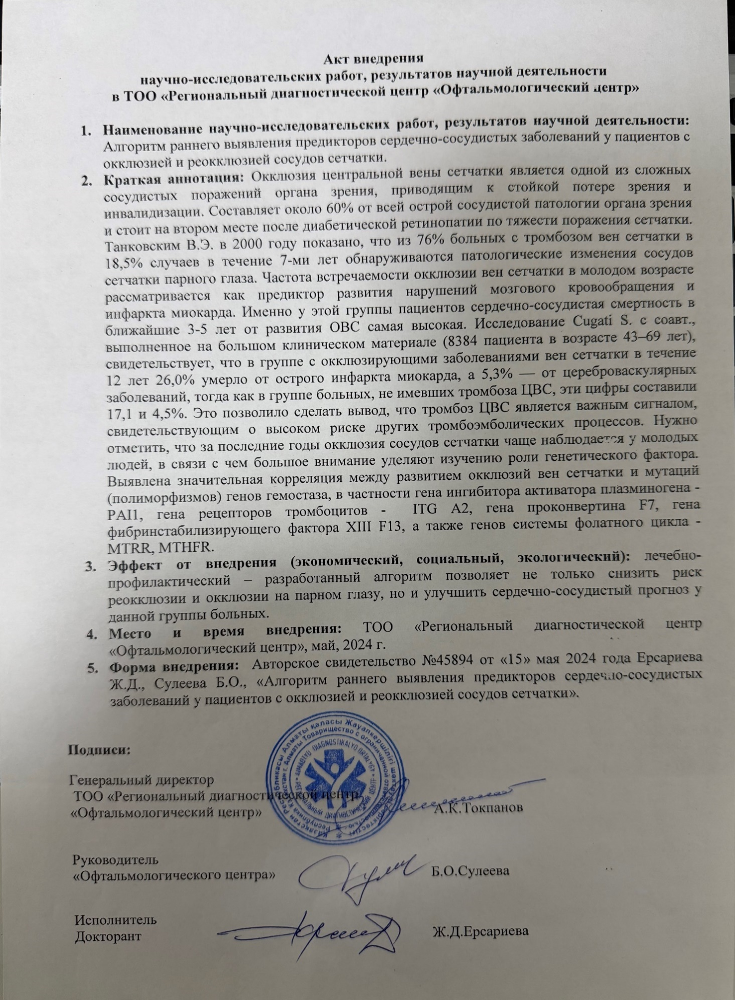 Акт внедрения
научно-исследовательских работ, результатов научной деятельности
в ТОО «Региональный диагностической центр «Офтальмологический центр»
1. Наименование научно-исследовательских работ, результатов научной деятельности:
Алгоритм раннего выявления предикторов сердечно-сосудистых заболеваний у пациентов с
окклюзией и реокклюзией сосудов сетчатки.
2. Краткая аннотация: Окклюзия центральной вены сетчатки является одной из сложных
сосудистых поражений органа зрения, приводящим к стойкой потере зрения и
инвалидизации. Составляет около 60% от всей острой сосудистой патологии органа зрения
и стоит на втором месте после диабетической ретинопатии по тяжести поражения сетчатки.
Танковским В.Э. в 2000 году показано, что из 76% больных с тромбозом вен сетчатки в
18,5% случаев в течение 7-ми лет обнаруживаются патологические изменения сосудов
сетчатки парного глаза. Частота встречаемости окклюзии вен сетчатки в молодом возрасте
рассматривается как предиктор развития нарушений мозгового кровообращения и
инфаркта миокарда. Именно у этой группы пациентов сердечно-сосудистая смертность в
ближайшие 3-5 лет от развития ОВС самая высокая. Исследование Cugati S. с соавт.,
выполненное на большом клиническом материале (8384 пациента в возрасте 43–69 лет),
свидетельствует, что в группе с окклюзирующими заболеваниями вен сетчатки в течение
12 лет 26,0% умерло от острого инфаркта миокарда, а 5,3% — от цереброваскулярных
заболеваний, тогда как в группе больных, не имевших тромбоза ЦВС, эти цифры составили
17,1 и 4,5%. Это позволило сделать вывод, что тромбоз ЦВС является важным сигналом,
свидетельствующим о высоком риске других тромбоэмболических процессов. Нужно
отметить, что за последние годы окклюзия сосудов сетчатки чаще наблюдается у молодых
людей, в связи с чем большое внимание уделяют изучению роли генетического фактора.
Выявлена значительная корреляция между развитием окклюзий вен сетчатки и мутаций
(полиморфизмов) генов гемостаза, в частности гена ингибитора активатора плазминогена -
PAI1, гена рецепторов тромбоцитов - ITG A2, гена проконвертина F7, гена
фибринстабилизирующего фактора XIII F13, а также генов системы фолатного цикла -
MTRR, MTHFR.
3. Эффект от внедрения (экономический, социальный, экологический): лечебно-
профилактический – разработанный алгоритм позволяет не только снизить риск
реокклюзии и окклюзии на парном глазу, но и улучшить сердечно-сосудистый прогноз у
данной группы больных.
4. Место и время внедрения: ТОО «Региональный диагностической центр
«Офтальмологический центр», май, 2024 г.
5. Форма внедрения: Авторское свидетельство №45894 от «15» мая 2024 года Ерсариева
Ж.Д., Сулеева Б.О., «Алгоритм раннего выявления предикторов сердечно-сосудистых
заболеваний у пациентов с окклюзией и реокклюзией сосудов сетчатки».
Қазақстан Республикасы Алматы қаласы Жауапкершілігі шектеулі серіктестігі
Республика Казахстан г. Алматы Товарищество с ограниченной ответственностью
AIMAQTYQ DIAGNOSTIKALYQ ORTALYǴY
РЕГИОНАЛЬНЫЙ ДИАГНОСТИЧЕСКИЙ ЦЕНТР
Подписи:
Генеральный директор
ТОО «Региональный диагностической центр
«Офтальмологический центр» А.К.Токпанов
Руководитель
«Офтальмологического центра» Б.О.Сулеева
Исполнитель
Докторант Ж.Д.Ерсариева